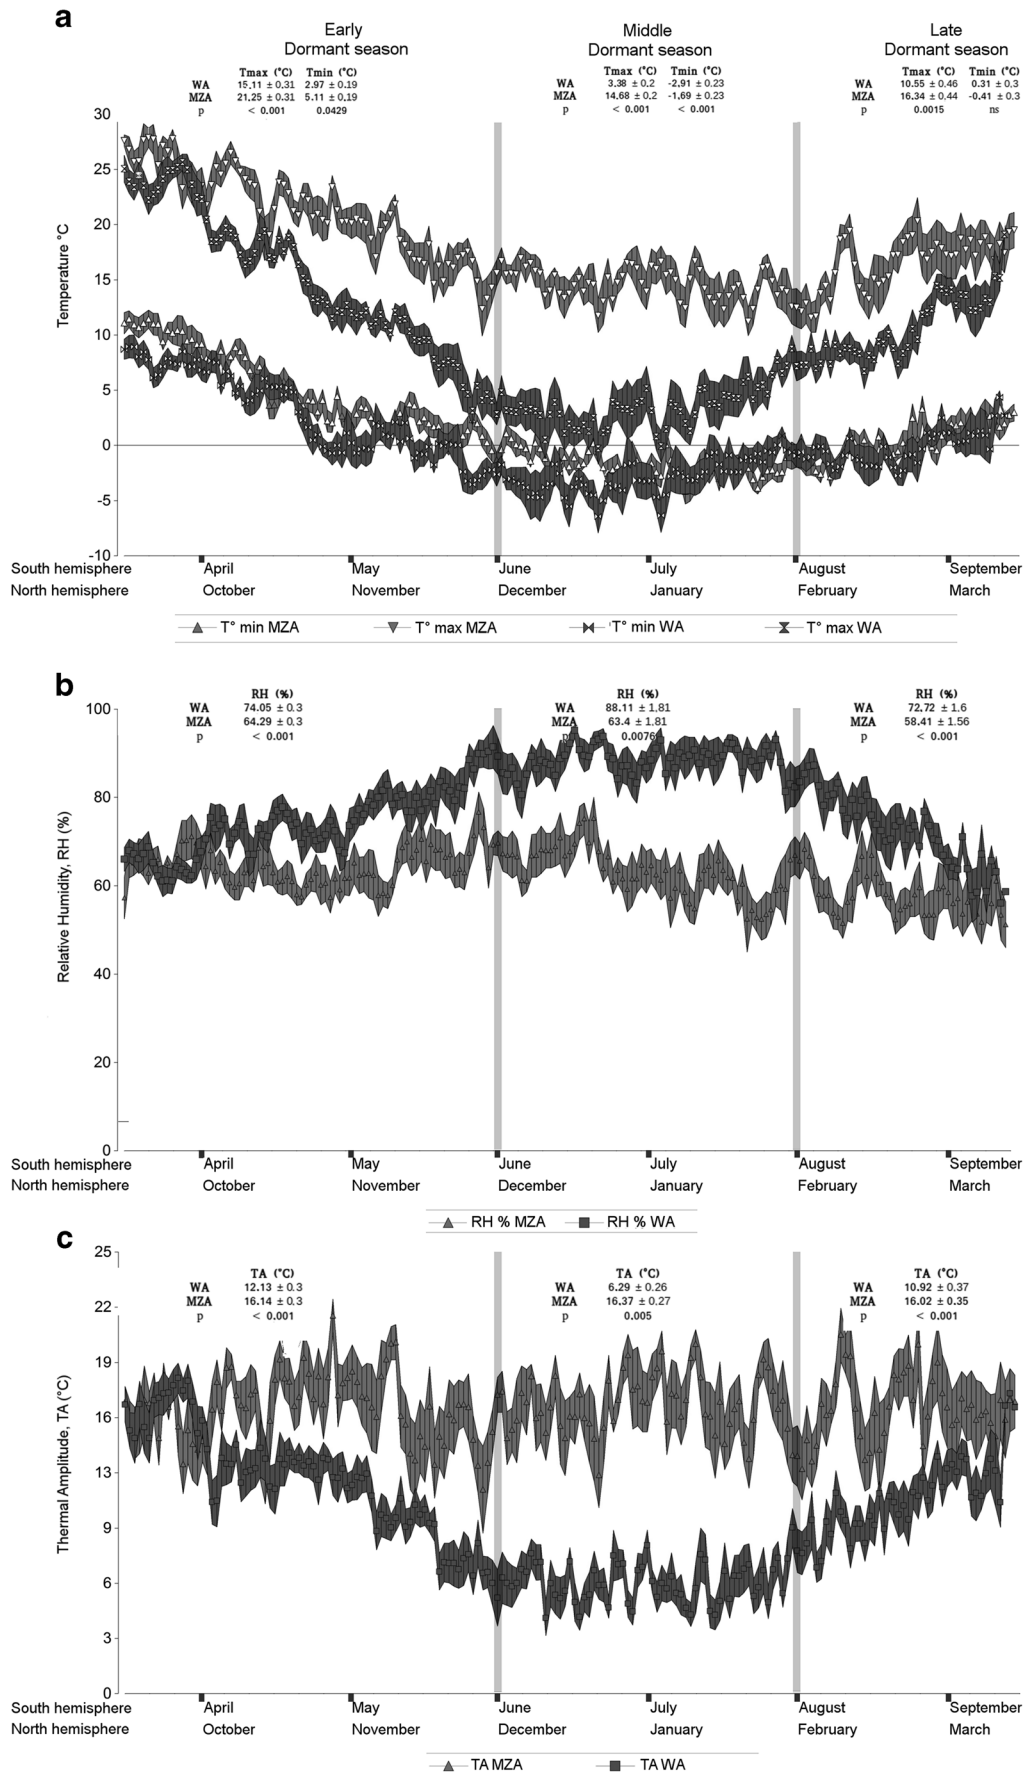 a
Early
Dormant season
Middle
Dormant season
Late
Dormant season
Tmax (°C) Tmin (°C)
WA 15.11 ± 0.31 2.97 ± 0.19
MZA 21.25 ± 0.31 5.11 ± 0.19
p < 0.001 0.0429
Tmax (°C) Tmin (°C)
WA 3.38 ± 0.2 -2.91 ± 0.23
MZA 14.68 ± 0.2 -1.69 ± 0.23
p < 0.001 < 0.001
Tmax (°C) Tmin (°C)
WA 10.55 ± 0.46 0.31 ± 0.3
MZA 16.34 ± 0.44 -0.41 ± 0.3
p 0.0015 ns
Temperature °C
30
25
20
15
10
5
0
-5
-10
South hemisphere April May June July August September
North hemisphere October November December January February March
T° min MZA T° max MZA T° min WA T° max WA
b
RH (%)
WA 74.05 ± 0.3
MZA 64.29 ± 0.3
p < 0.001
RH (%)
WA 88.11 ± 1.81
MZA 63.4 ± 1.81
p 0.0076
RH (%)
WA 72.72 ± 1.6
MZA 58.41 ± 1.56
p < 0.001
Relative Humidity, RH (%)
100
80
60
40
20
0
South hemisphere April May June July August September
North hemisphere October November December January February March
RH % MZA RH % WA
c
TA (°C)
WA 12.13 ± 0.3
MZA 16.14 ± 0.3
p < 0.001
TA (°C)
WA 6.29 ± 0.26
MZA 16.37 ± 0.27
p 0.005
TA (°C)
WA 10.92 ± 0.37
MZA 16.02 ± 0.35
p < 0.001
Thermal Amplitude, TA (°C)
25
22
19
16
13
9
6
3
0
South hemisphere April May June July August September
North hemisphere October November December January February March
TA MZA TA WA